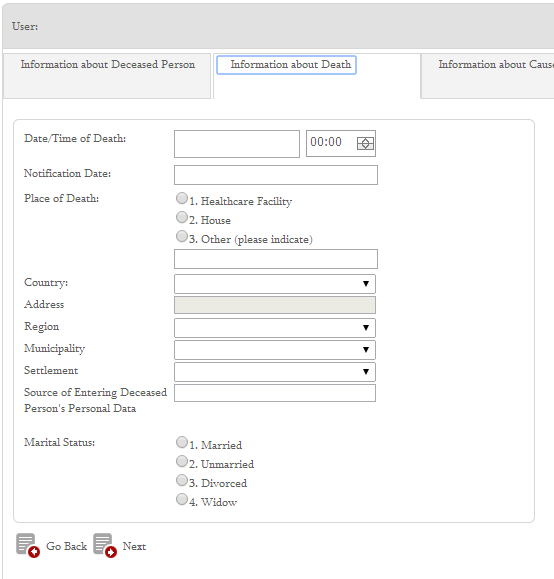 User:
Information about Deceased Person
Information about Death
Information about Cause
Date/Time of Death:
00:00
Notification Date:
Place of Death:
1. Healthcare Facility
2. House
3. Other (please indicate)
Country:
Address
Region
Municipality
Settlement
Source of Entering Deceased
Person's Personal Data
Marital Status:
1. Married
2. Unmarried
3. Divorced
4. Widow
Go Back
Next